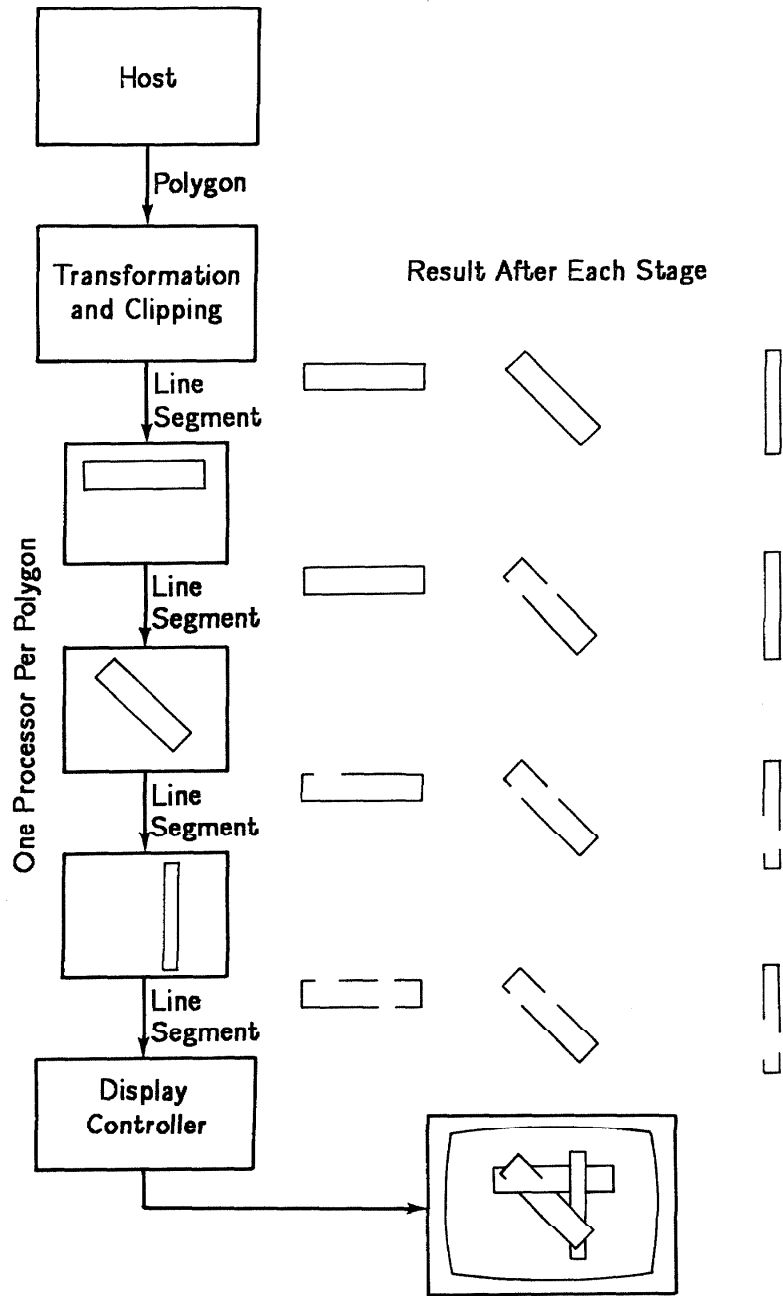 Host
Polygon
Transformation
and Clipping
Result After Each Stage
Line
Segment
One Processor Per Polygon
Line
Segment
Line
Segment
Line
Segment
Display
Controller